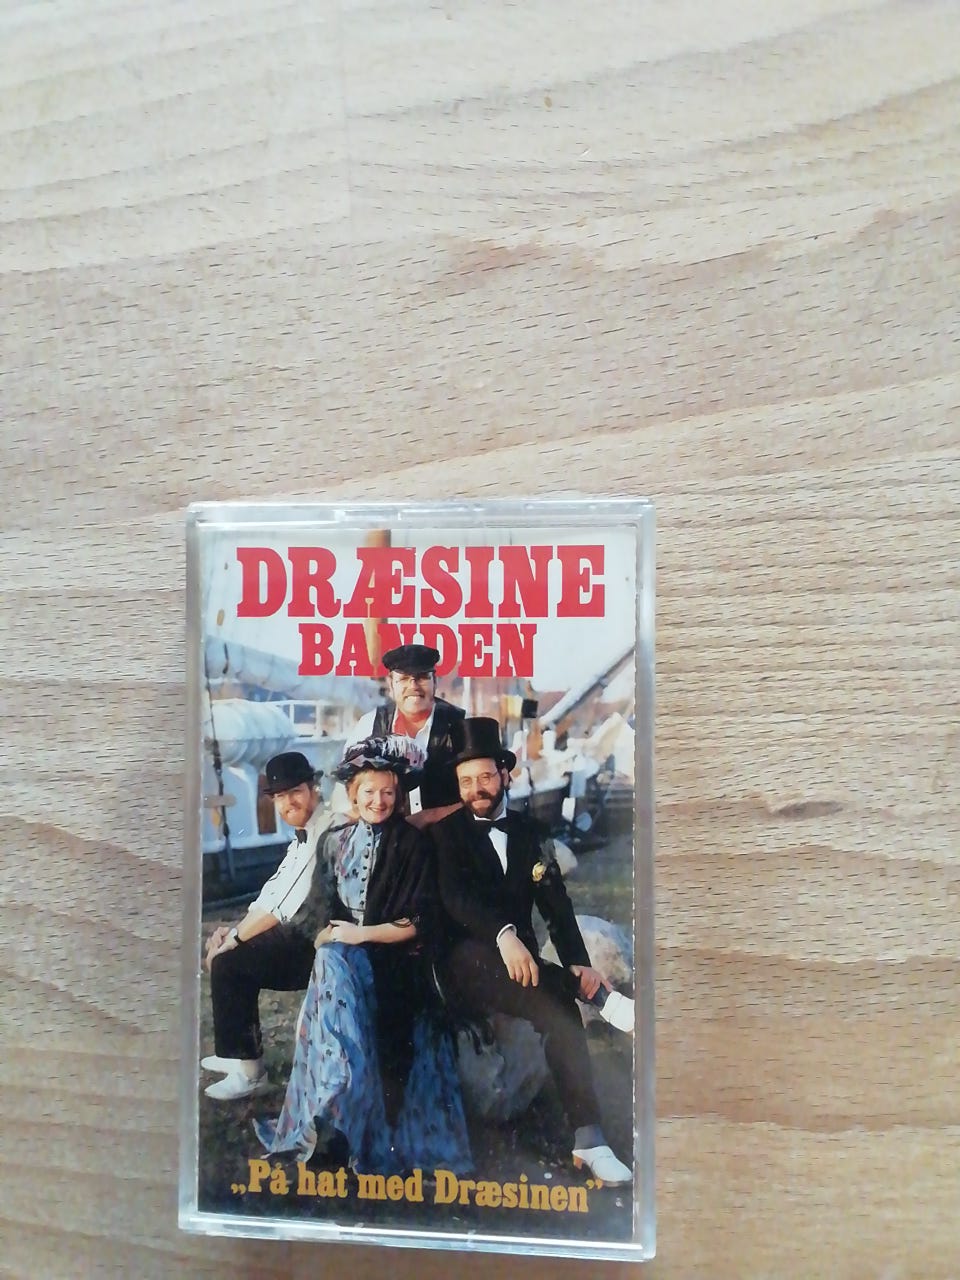 DRÆSINE
BANDEN
„På hat med Dræsinen”